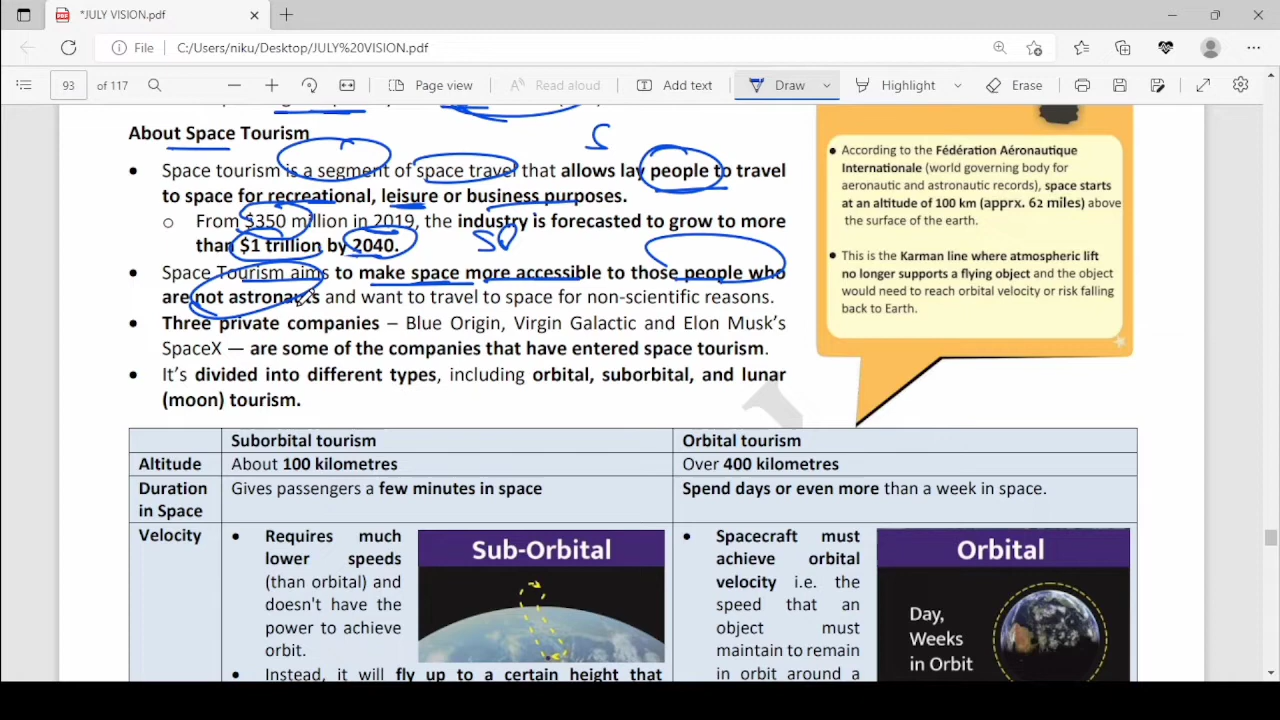 *JULY VISION.pdf
File C:/Users/niku/Desktop/JULY%20VISION.pdf
93 of 117 Page view Read aloud Add text Draw Highlight Erase
About Space Tourism
S
• Space tourism is a segment of space travel that allows lay people to travel
to space for recreational, leisure or business purposes.
o From $350 million in 2019, the industry is forecasted to grow to more
than $1 trillion by 2040.
• Space Tourism aims to make space more accessible to those people who
are not astronauts and want to travel to space for non-scientific reasons.
• Three private companies – Blue Origin, Virgin Galactic and Elon Musk's
SpaceX — are some of the companies that have entered space tourism.
• It's divided into different types, including orbital, suborbital, and lunar
(moon) tourism.
• According to the Fédération Aéronautique
Internationale (world governing body for
aeronautic and astronautic records), space starts
at an altitude of 100 km (apprx. 62 miles) above
the surface of the earth.
• This is the Karman line where atmospheric lift
no longer supports a flying object and the object
would need to reach orbital velocity or risk falling
back to Earth.
Suborbital tourism Orbital tourism
Altitude About 100 kilometres Over 400 kilometres
Duration Gives passengers a few minutes in space Spend days or even more than a week in space.
in Space
Velocity
• Requires much
lower speeds
(than orbital) and
doesn't have the
power to achieve
orbit.
• Instead, it will fly up to a certain height that
Sub-Orbital
• Spacecraft must
achieve orbital
velocity i.e. the
speed that an
object must
maintain to remain
in orbit around a
Orbital
Day,
Weeks
in Orbit